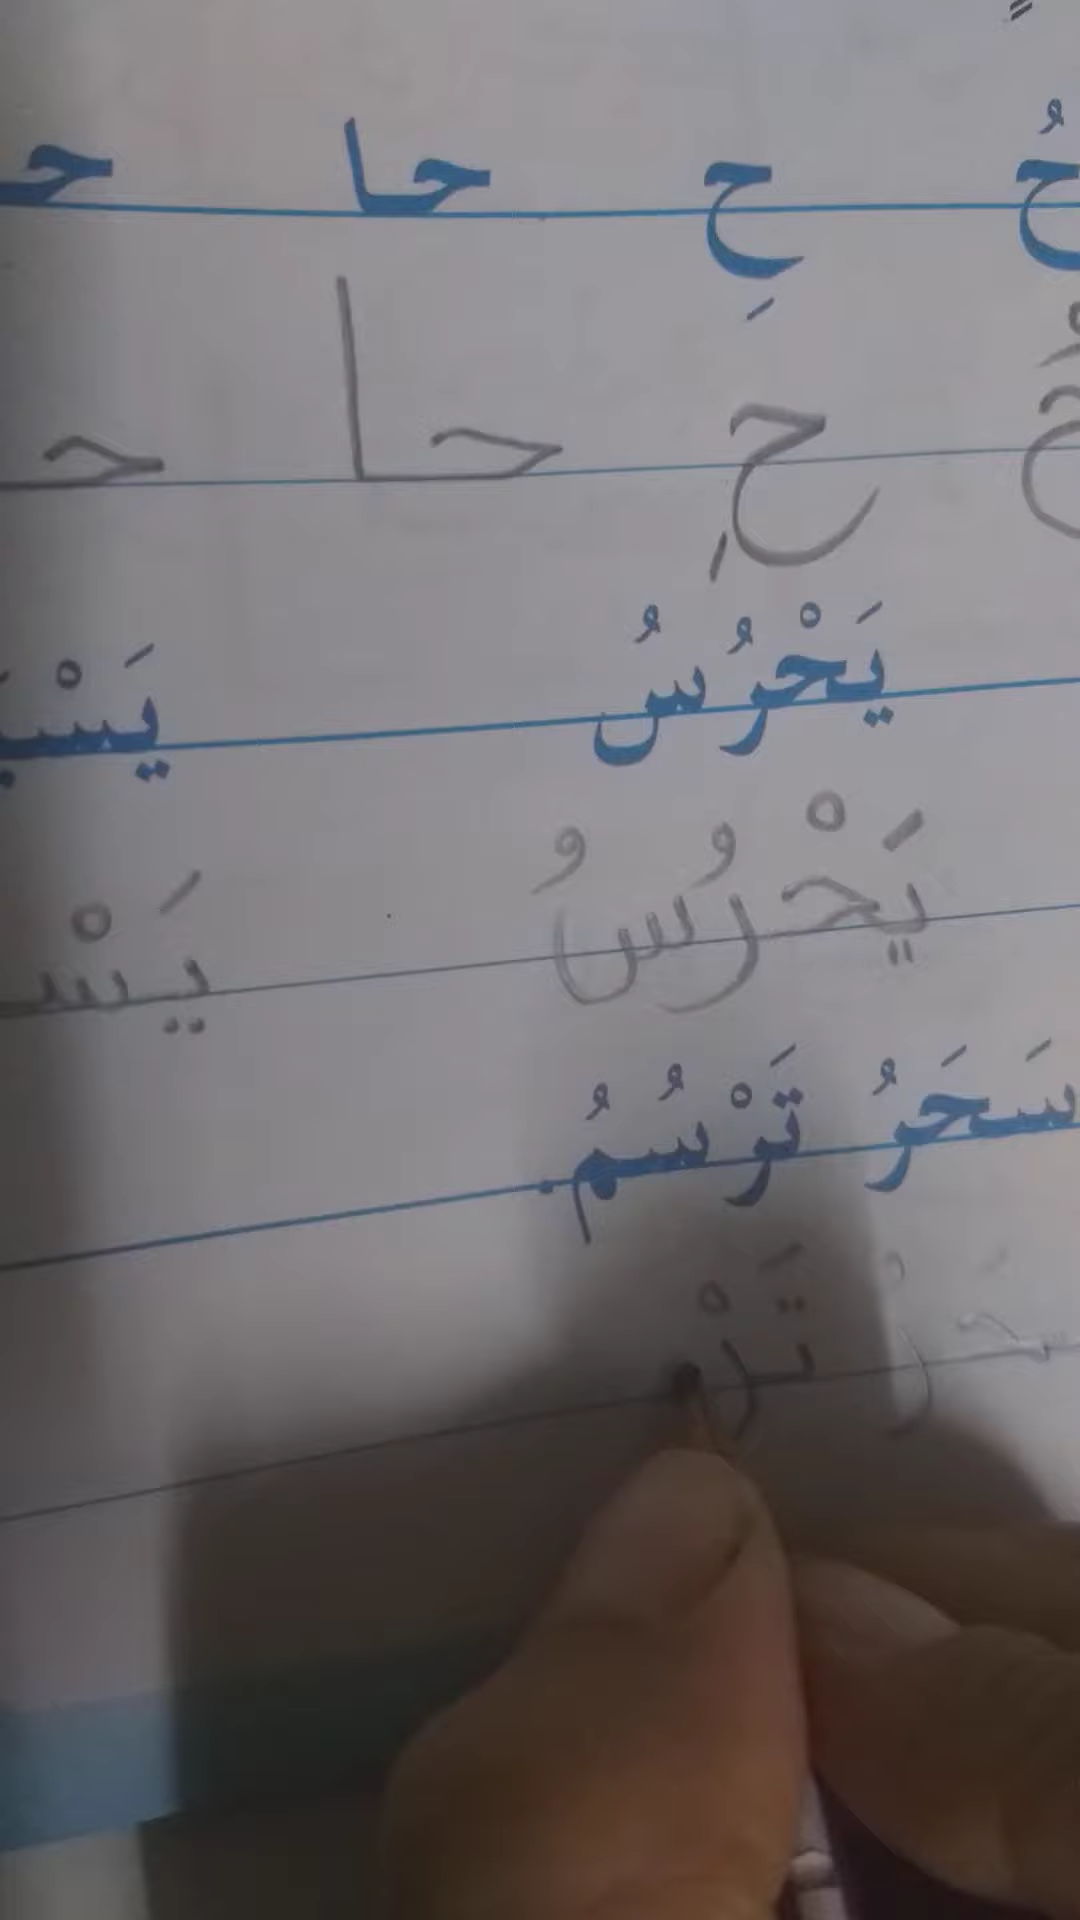 حُ حِ حا حـ
حُ حِ حا حـ
يَحْرُسُ
يَحْرُسُ
سَحَرُ تَرْسُمُ.
تَرْ